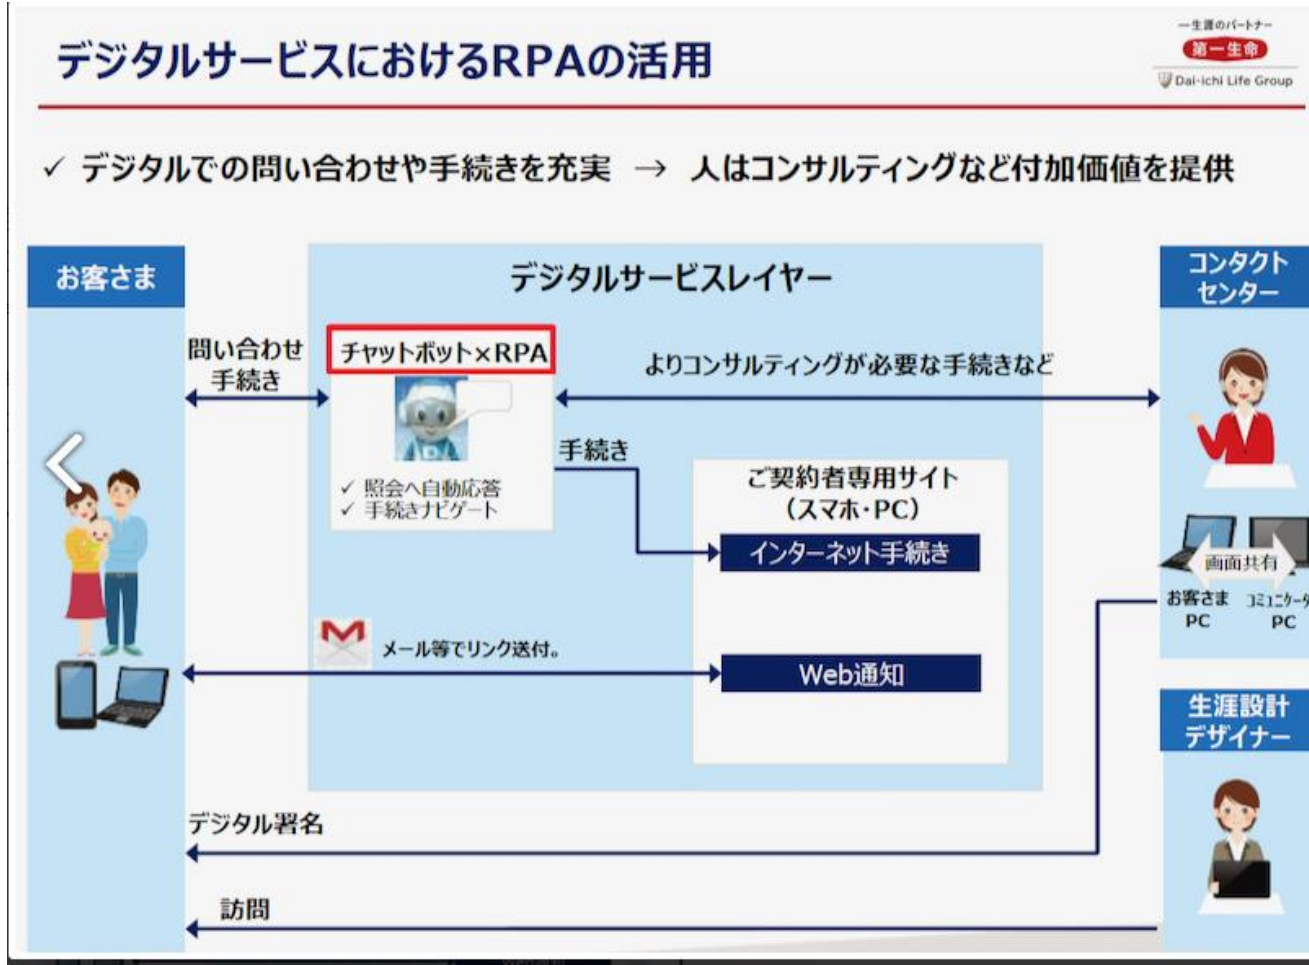 デジタルサービスにおけるRPAの活用
一生涯のパートナー
第一生命
Dai-ichi Life Group
✓ デジタルでの問い合わせや手続きを充実 → 人はコンサルティングなど付加価値を提供
お客さま
デジタルサービスレイヤー
コンタクト
センター
問い合わせ
手続き
チャットボット×RPA
よりコンサルティングが必要な手続きなど
D
手続き
✓ 照会へ自動応答
✓ 手続きナビゲート
ご契約者専用サイト
（スマホ・PC）
インターネット手続き
画面共有
お客さま
PC
コミュニケータ
PC
メール等でリンク送付。
Web通知
生涯設計
デザイナー
デジタル署名
訪問